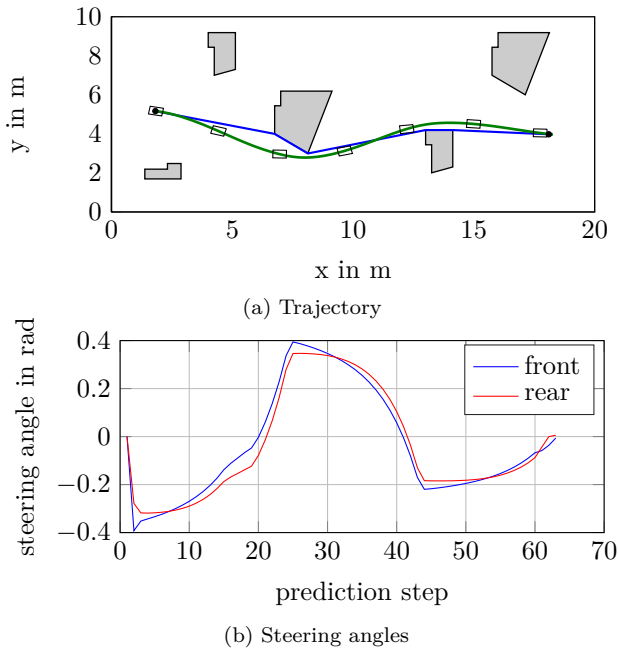 10
8
6
4
2
0
y in m
0 5 10 15 20
x in m
(a) Trajectory
0.4
0.2
0
−0.2
−0.4
steering angle in rad
front
rear
0 10 20 30 40 50 60 70
prediction step
(b) Steering angles